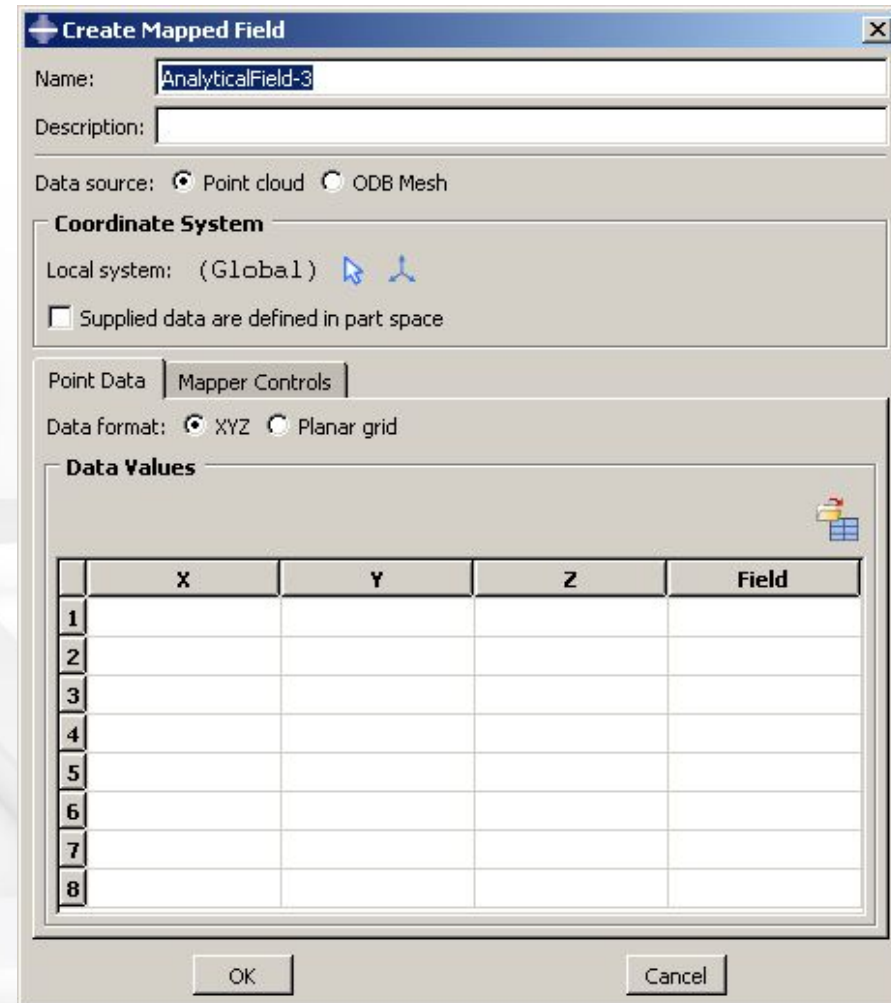 Create Mapped Field
Name: AnalyticalField-3
Description:
Data source: Point cloud ODB Mesh
Coordinate System
Local system: (Global)
Supplied data are defined in part space
Point Data Mapper Controls
Data format: XYZ Planar grid
Data Values
X Y Z Field
1
2
3
4
5
6
7
8
OK Cancel